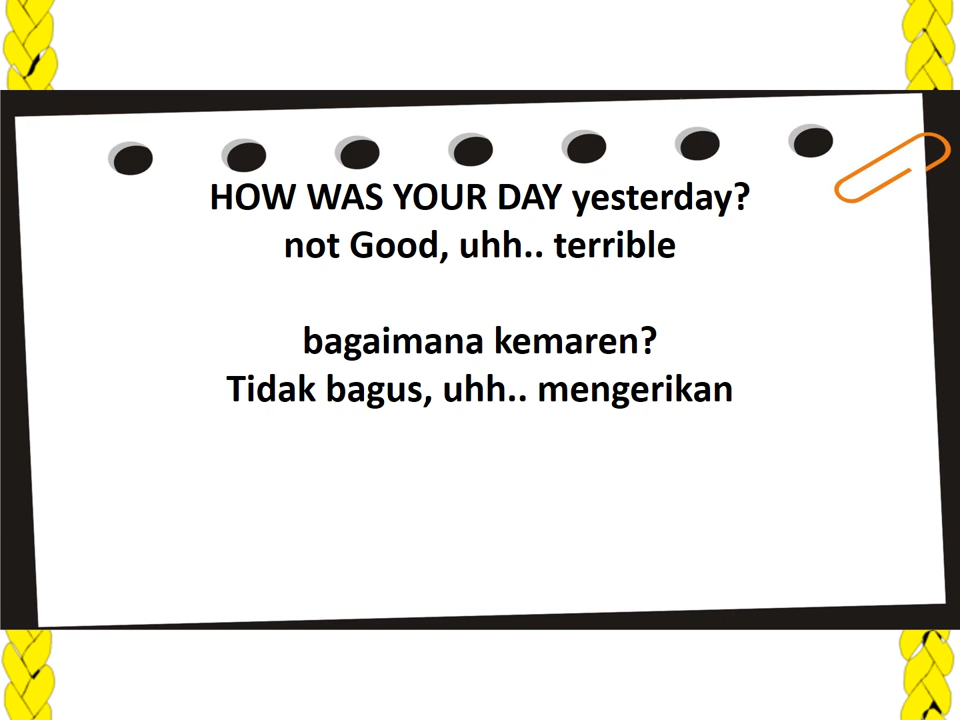 HOW WAS YOUR DAY yesterday?
not Good, uhh.. terrible
bagaimana kemaren?
Tidak bagus, uhh.. mengerikan